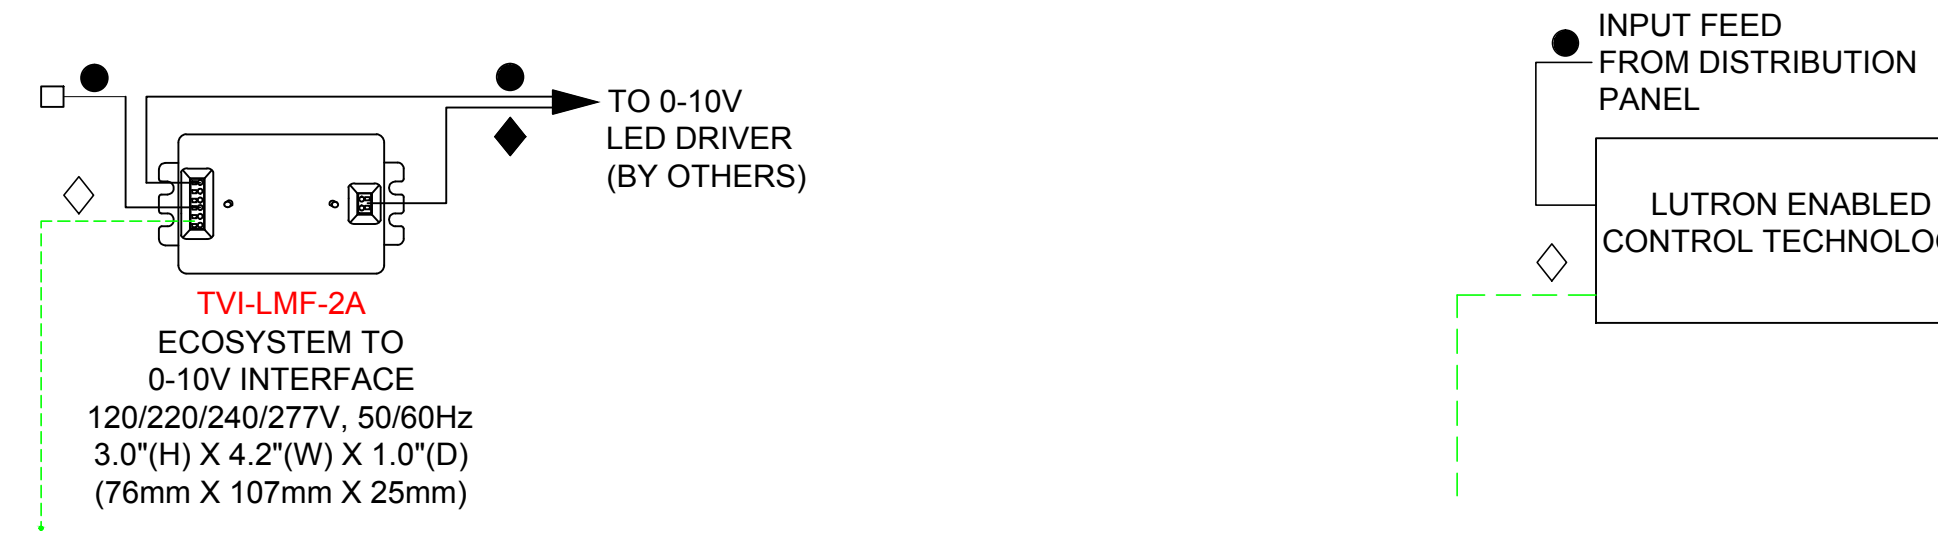 TO 0-10V
LED DRIVER
(BY OTHERS)
TVI-LMF-2A
ECOSYSTEM TO
0-10V INTERFACE
120/220/240/277V, 50/60Hz
3.0"(H) X 4.2"(W) X 1.0"(D)
(76mm X 107mm X 25mm)
INPUT FEED
FROM DISTRIBUTION
PANEL
LUTRON ENABLED
CONTROL